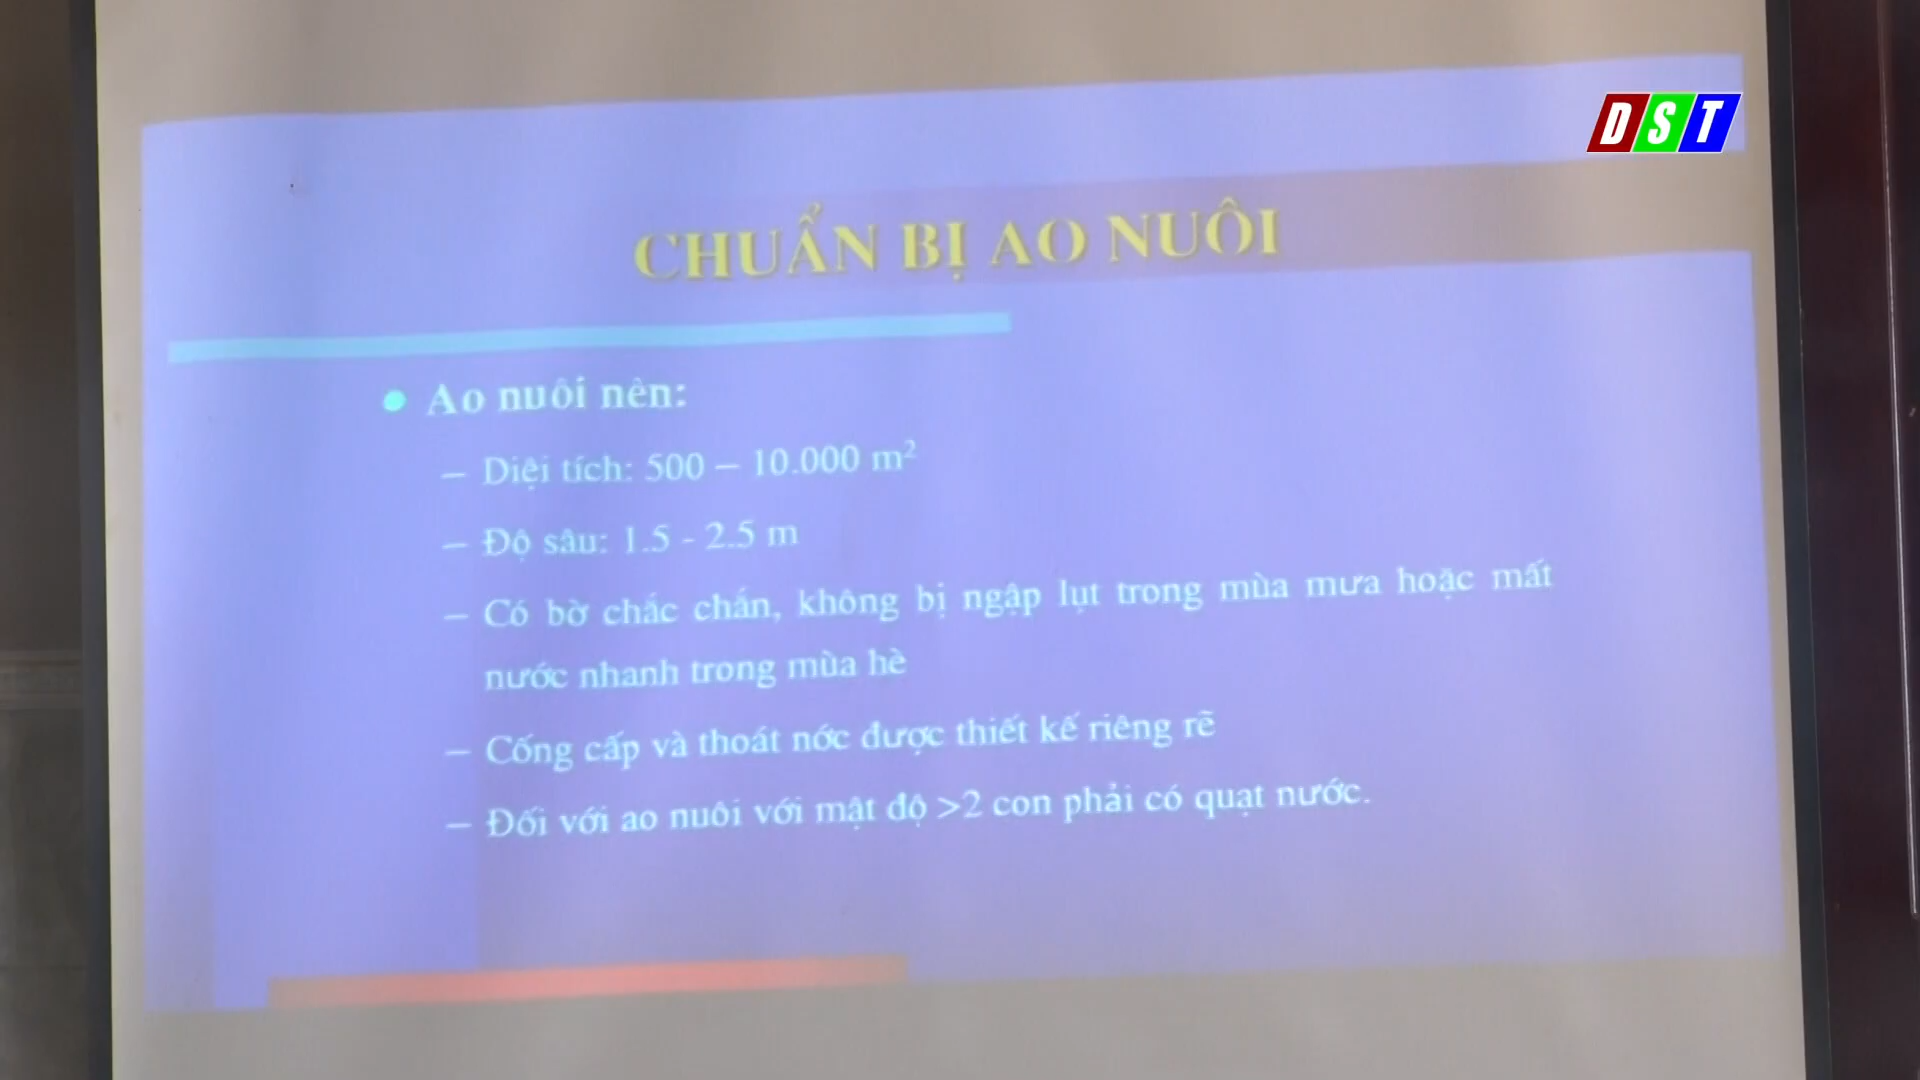 DST
CHUẨN BỊ AO NUÔI
Ao nuôi nên:
– Diệi tích: 500 – 10.000 m²
– Độ sâu: 1.5 - 2.5 m
– Có bờ chắc chắn, không bị ngập lụt trong mùa mưa hoặc mất
nước nhanh trong mùa hè
– Cống cấp và thoát nớc được thiết kế riêng rẽ
– Đối với ao nuôi với mật độ >2 con phải có quạt nước.